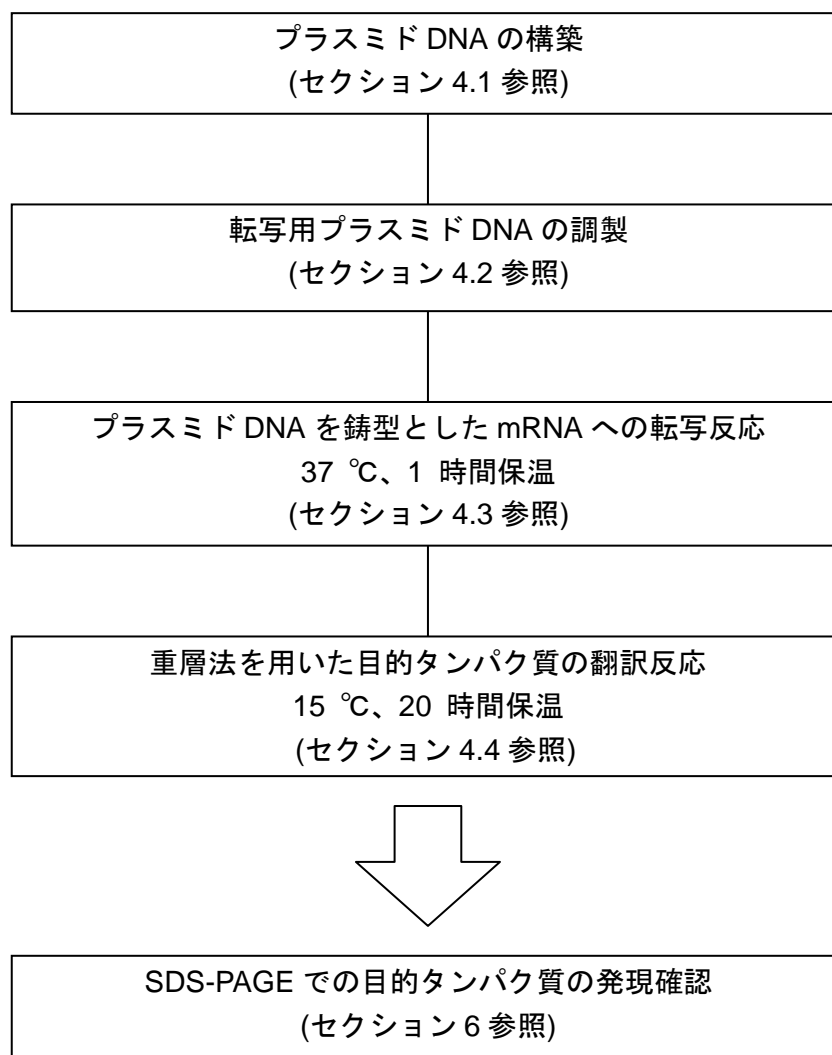 プラスミド DNA の構築
(セクション 4.1 参照)
転写用プラスミド DNA の調製
(セクション 4.2 参照)
プラスミド DNA を鋳型とした mRNA への転写反応
37 ℃、1 時間保温
(セクション 4.3 参照)
重層法を用いた目的タンパク質の翻訳反応
15 ℃、20 時間保温
(セクション 4.4 参照)
SDS-PAGE での目的タンパク質の発現確認
(セクション 6 参照)